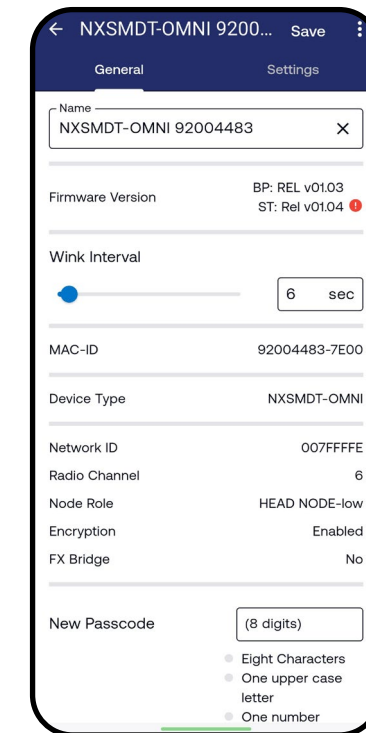 ← NXSMDT-OMNI 9200... Save
General Settings
Name
NXSMDT-OMNI 92004483
Firmware Version BP: REL v01.03
ST: Rel v01.04
Wink Interval
6 sec
MAC-ID 92004483-7E00
Device Type NXSMDT-OMNI
Network ID 007FFFFE
Radio Channel 6
Node Role HEAD NODE-low
Encryption Enabled
FX Bridge No
New Passcode (8 digits)
Eight Characters
One upper case
letter
One number